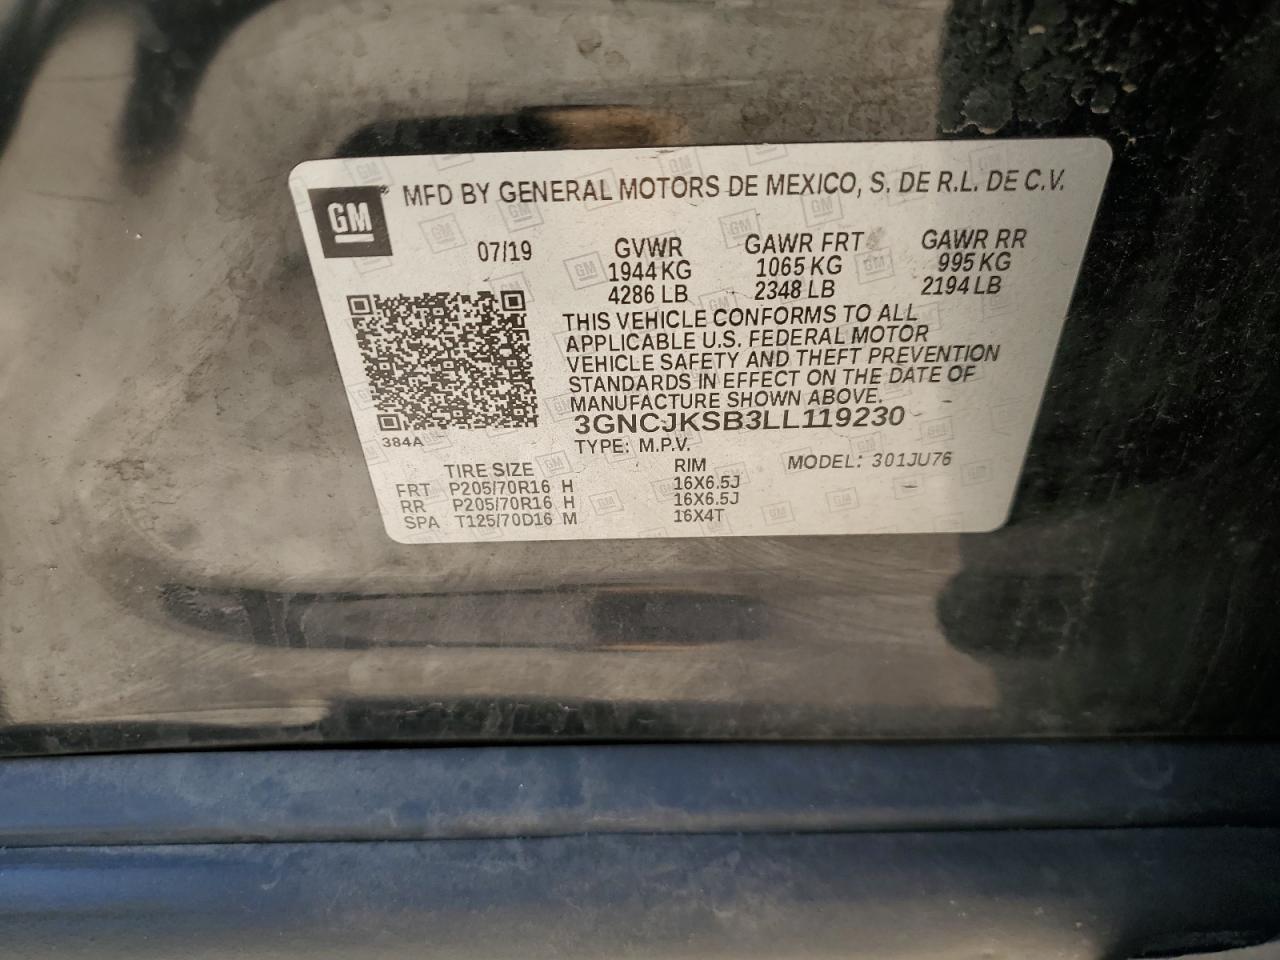 GM ® MFD BY GENERAL MOTORS DE MEXICO, S. DE R.L. DE C.V.
07/19 GVWR GAWR FRT GAWR RR
1944 KG 1065 KG 995 KG
4286 LB 2348 LB 2194 LB
THIS VEHICLE CONFORMS TO ALL
APPLICABLE U.S. FEDERAL MOTOR
VEHICLE SAFETY AND THEFT PREVENTION
STANDARDS IN EFFECT ON THE DATE OF
MANUFACTURE SHOWN ABOVE.
3GNCJKSB3LL119230
384A TYPE: M.P.V.
TIRE SIZE RIM MODEL: 301JU76
FRT P205/70R16 H 16X6.5J
RR P205/70R16 H 16X6.5J
SPA T125/70D16 M 16X4T